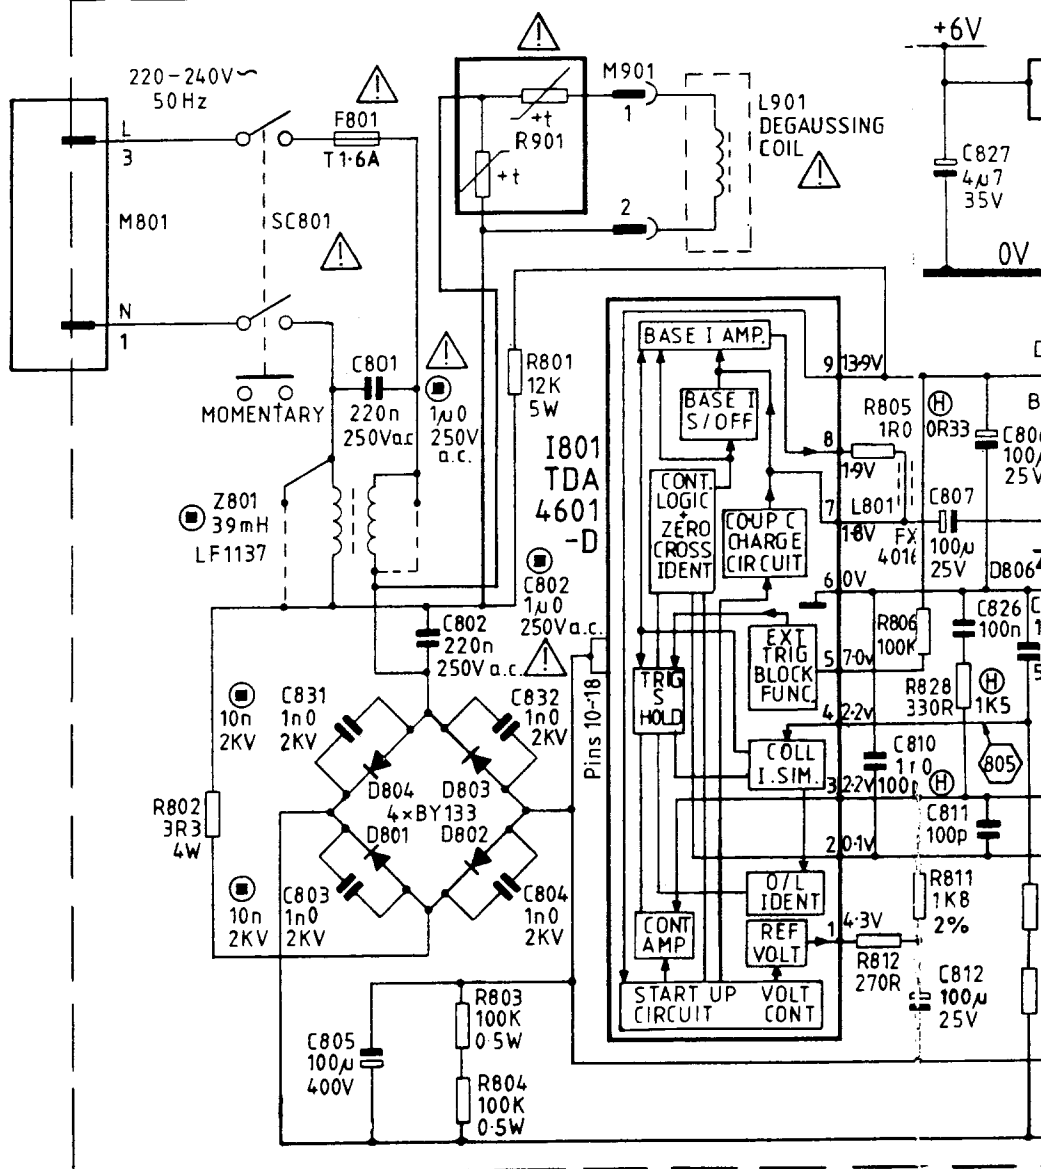 220-240V~
50Hz
L
3
M801
N
1
F801
T1·6A
SC801
MOMENTARY
C801
220n
250Va.c
1µ0
250V
a.c.
R901
+t
+t
M901
1
2
L901
DEGAUSSING
COIL
+6V
C827
4µ7
35V
0V
R801
12K
5W
Z801
39mH
LF1137
I801
TDA
4601
-D
C802
1µ0
250Va.c.
C802
220n
250Va.c.
C831
1n0
2KV
10n
2KV
C832
1n0
2KV
D804
D803
4×BY133
D801
D802
R802
3R3
4W
10n
2KV
C803
1n0
2KV
C804
1n0
2KV
C805
100µ
400V
R803
100K
0·5W
R804
100K
0·5W
Pins 10-18
BASE I AMP.
BASE I
S/OFF
CONT.
LOGIC
+
ZERO
CROSS
IDENT
COUP C
CHARGE
CIRCUIT
EXT
TRIG
BLOCK
FUNC.
TRIG
S
HOLD
COLL
I.SIM.
O/L
IDENT
CONT
AMP
REF
VOLT
START UP
CIRCUIT
VOLT
CONT
9 13·9V
8
1·9V
7
1·8V
6 0V
5 7·0V
4 2·2V
3 2·2V
2 0·1V
1 4·3V
R805
1R0
H
0R33
C806
100µ
25V
L801
FX
4016
C807
100µ
25V
D806
R806
100K
C826
100n
R828
330R
H
1K5
805
C810
1n0
100p
H
C811
100p
R811
1K8
2%
R812
270R
C812
100µ
25V